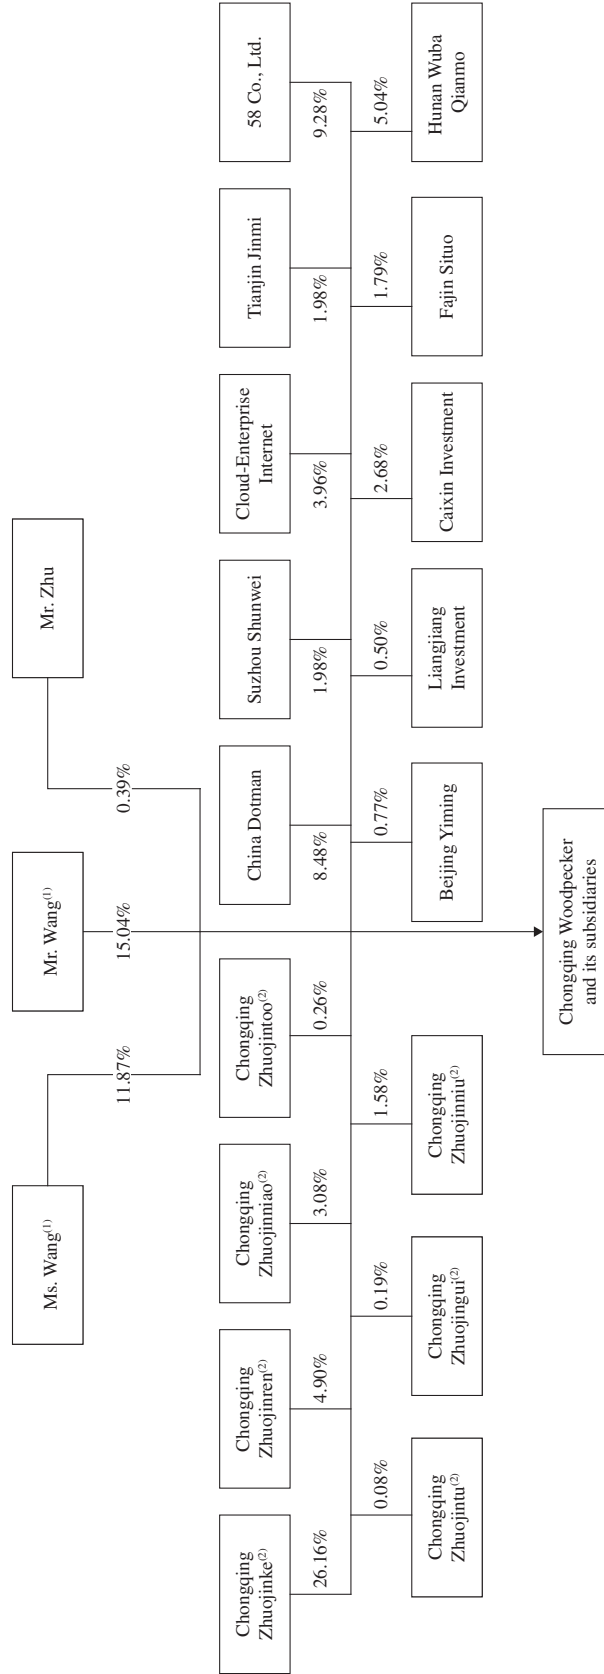 Ms. Wang(1)
Mr. Wang(1)
Mr. Zhu
11.87%
15.04%
0.39%
Chongqing
Zhuojinke(2)
Chongqing
Zhuojinren(2)
Chongqing
Zhuojinniao(2)
Chongqing
Zhuojintoo(2)
China Dotman
Suzhou Shunwei
Cloud-Enterprise
Internet
Tianjin Jinmi
58 Co., Ltd.
26.16%
4.90%
3.08%
0.26%
8.48%
1.98%
3.96%
1.98%
9.28%
0.08%
0.19%
1.58%
0.77%
0.50%
2.68%
1.79%
5.04%
Chongqing
Zhuojintu(2)
Chongqing
Zhuojingui(2)
Chongqing
Zhuojinniu(2)
Beijing Yiming
Liangjiang
Investment
Caixin Investment
Fajin Situo
Hunan Wuba
Qianmo
Chongqing Woodpecker
and its subsidiaries